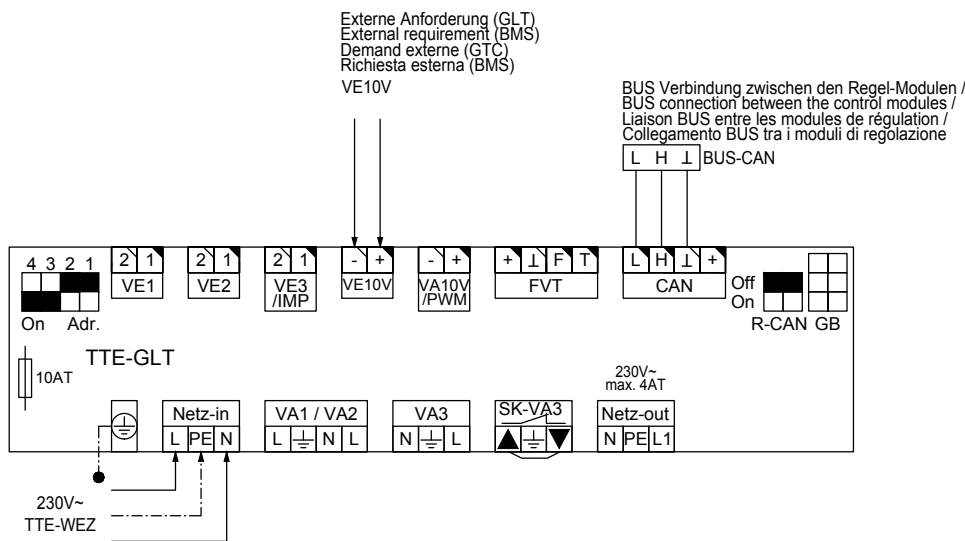 Externe Anforderung (GLT)
External requirement (BMS)
Demand externe (GTC)
Richiesta esterna (BMS)
VE10V
BUS Verbindung zwischen den Regel-Modulen /
BUS connection between the control modules /
Liaison BUS entre les modules de régulation /
Collegamento BUS tra i moduli di regolazione
L H ⊥ BUS-CAN
4 3 2 1
On Adr.
2 1
VE1
2 1
VE2
2 1
VE3
/IMP
- +
VE10V
- +
VA10V
/PWM
+ ⊥ F T
FVT
L H ⊥ +
CAN
Off
On
R-CAN GB
TTE-GLT
10AT
230V~
max. 4AT
Netz-in
L PE N
VA1 / VA2
L N L
VA3
N L
SK-VA3
Netz-out
N PE L1
230V~
TTE-WEZ